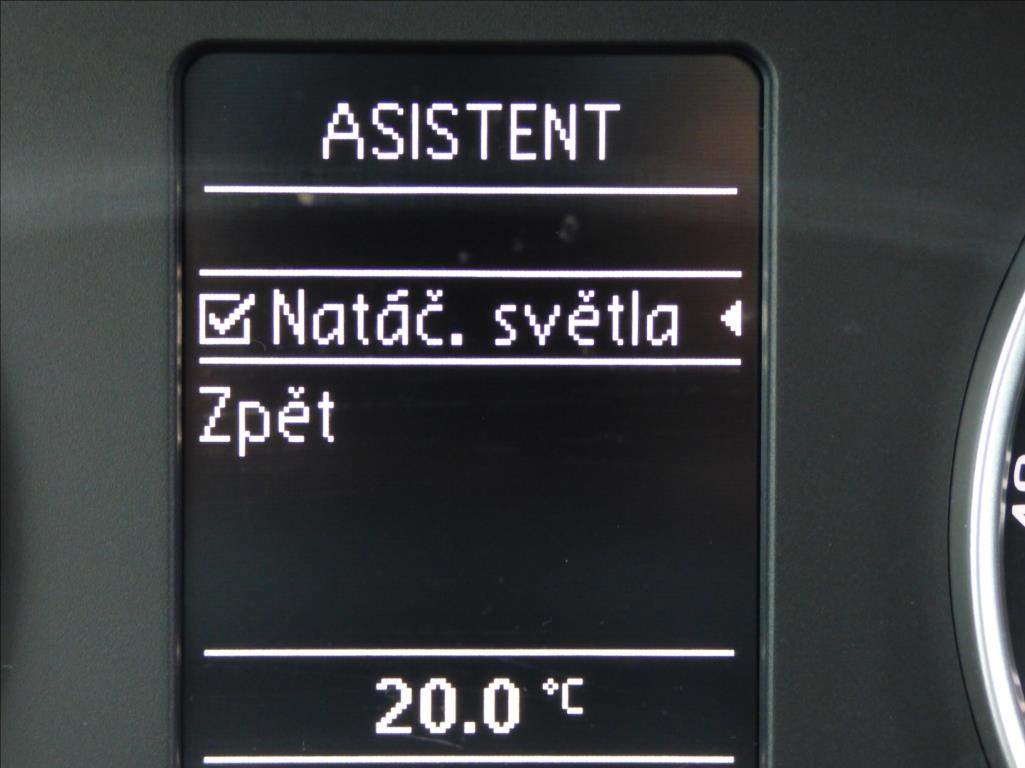 ASISTENT
Natáč. světla
Zpět
20.0 °C